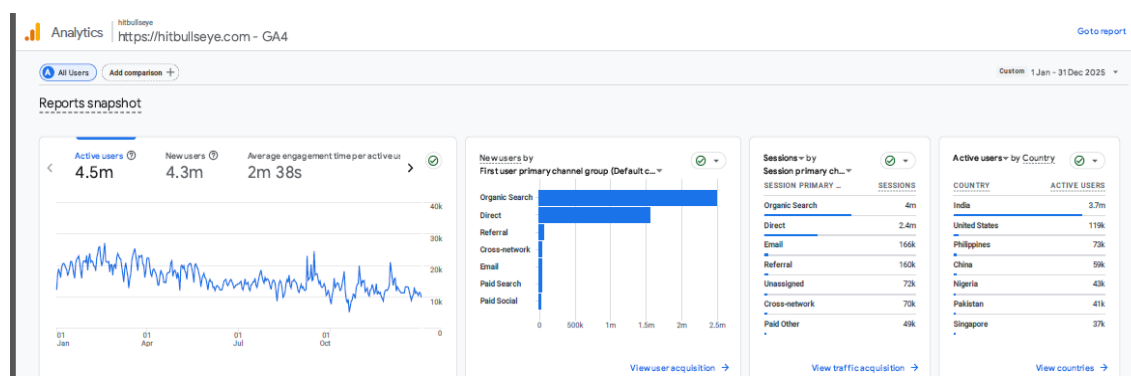 hitbullseye
Analytics
https://hitbullseye.com - GA4
Go to report
A All Users
Add comparison +
Custom 1 Jan - 31 Dec 2025
Reports snapshot
Active users
4.5m
New users
4.3m
Average engagement time per active us
2m 38s
40k
30k
20k
10k
0
01 Jan
01 Apr
01 Jul
01 Oct
New users by
First user primary channel group (Default c...
Organic Search
Direct
Referral
Cross-network
Email
Paid Search
Paid Social
0 500k 1m 1.5m 2m 2.5m
View user acquisition
Sessions by
Session primary ch...
SESSION PRIMARY ... SESSIONS
Organic Search 4m
Direct 2.4m
Email 166k
Referral 160k
Unassigned 72k
Cross-network 70k
Paid Other 49k
View traffic acquisition
Active users by Country
COUNTRY ACTIVE USERS
India 3.7m
United States 119k
Philippines 73k
China 59k
Nigeria 43k
Pakistan 41k
Singapore 37k
View countries